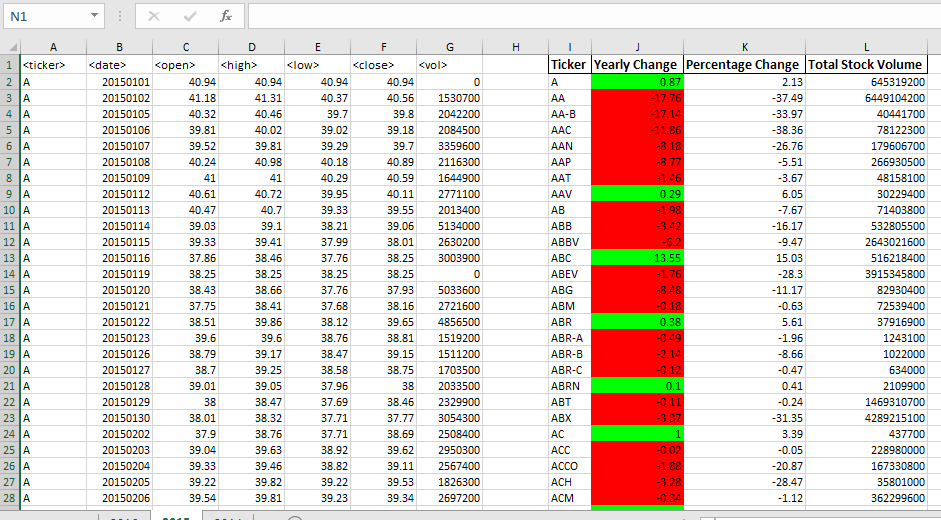 N1 fx
A B C D E F G H I J K L
1 <ticker> <date> <open> <high> <low> <close> <vol> Ticker Yearly Change Percentage Change Total Stock Volume
2 A 20150101 40.94 40.94 40.94 40.94 0 A 0.87 2.13 645319200
3 A 20150102 41.18 41.31 40.37 40.56 1530700 AA -17.76 -37.49 6449104200
4 A 20150105 40.32 40.46 39.7 39.8 2042200 AA-B -17.14 -33.97 40441700
5 A 20150106 39.81 40.02 39.02 39.18 2084500 AAC -11.86 -38.36 78122300
6 A 20150107 39.52 39.81 39.29 39.7 3359600 AAN -8.18 -26.76 179606700
7 A 20150108 40.24 40.98 40.18 40.89 2116300 AAP -8.77 -5.51 266930500
8 A 20150109 41 41 40.29 40.59 1644900 AAT -1.46 -3.67 48158100
9 A 20150112 40.61 40.72 39.95 40.11 2771100 AAV 0.29 6.05 30229400
10 A 20150113 40.47 40.7 39.33 39.55 2013400 AB -1.98 -7.67 71403800
11 A 20150114 39.03 39.1 38.21 39.06 5134000 ABB -3.42 -16.17 532805500
12 A 20150115 39.33 39.41 37.99 38.01 2630200 ABBV -6.2 -9.47 2643021600
13 A 20150116 37.86 38.46 37.76 38.25 3003900 ABC 13.55 15.03 516218400
14 A 20150119 38.25 38.25 38.25 38.25 0 ABEV -1.76 -28.3 3915345800
15 A 20150120 38.43 38.66 37.76 37.93 5033600 ABG -8.48 -11.17 82930400
16 A 20150121 37.75 38.41 37.68 38.16 2721600 ABM -0.18 -0.63 72539400
17 A 20150122 38.51 39.86 38.12 39.65 4856500 ABR 0.38 5.61 37916900
18 A 20150123 39.6 39.6 38.76 38.81 1519200 ABR-A -0.49 -1.96 1243100
19 A 20150126 38.79 39.17 38.47 39.15 1511200 ABR-B -2.14 -8.66 1022000
20 A 20150127 38.7 39.25 38.58 38.75 1703500 ABR-C -0.12 -0.47 634000
21 A 20150128 39.01 39.05 37.96 38 2033500 ABRN 0.1 0.41 2109900
22 A 20150129 38 38.47 37.69 38.46 2329900 ABT -0.11 -0.24 1469310700
23 A 20150130 38.01 38.32 37.71 37.77 3054300 ABX -3.37 -31.35 4289215100
24 A 20150202 37.9 38.76 37.71 38.69 2508400 AC 1 3.39 437700
25 A 20150203 39.04 39.63 38.92 39.62 2950300 ACC -0.02 -0.05 228980000
26 A 20150204 39.33 39.46 38.82 39.11 2567400 ACCO -1.88 -20.87 167330800
27 A 20150205 39.22 39.82 39.22 39.53 1826300 ACH -3.28 -28.47 35801000
28 A 20150206 39.54 39.81 39.23 39.34 2697200 ACM -0.34 -1.12 362299600